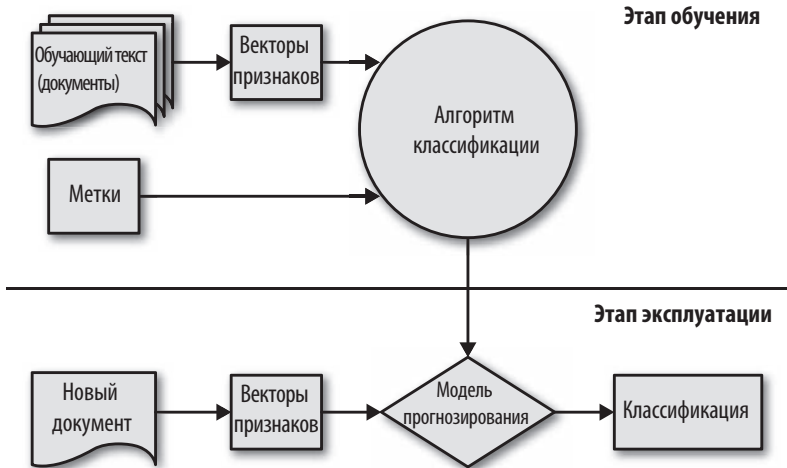 Этап обучения
Обучающий текст
(документы)
Векторы
признаков
Алгоритм
классификации
Метки
Этап эксплуатации
Новый
документ
Векторы
признаков
Модель
прогнозирования
Классификация